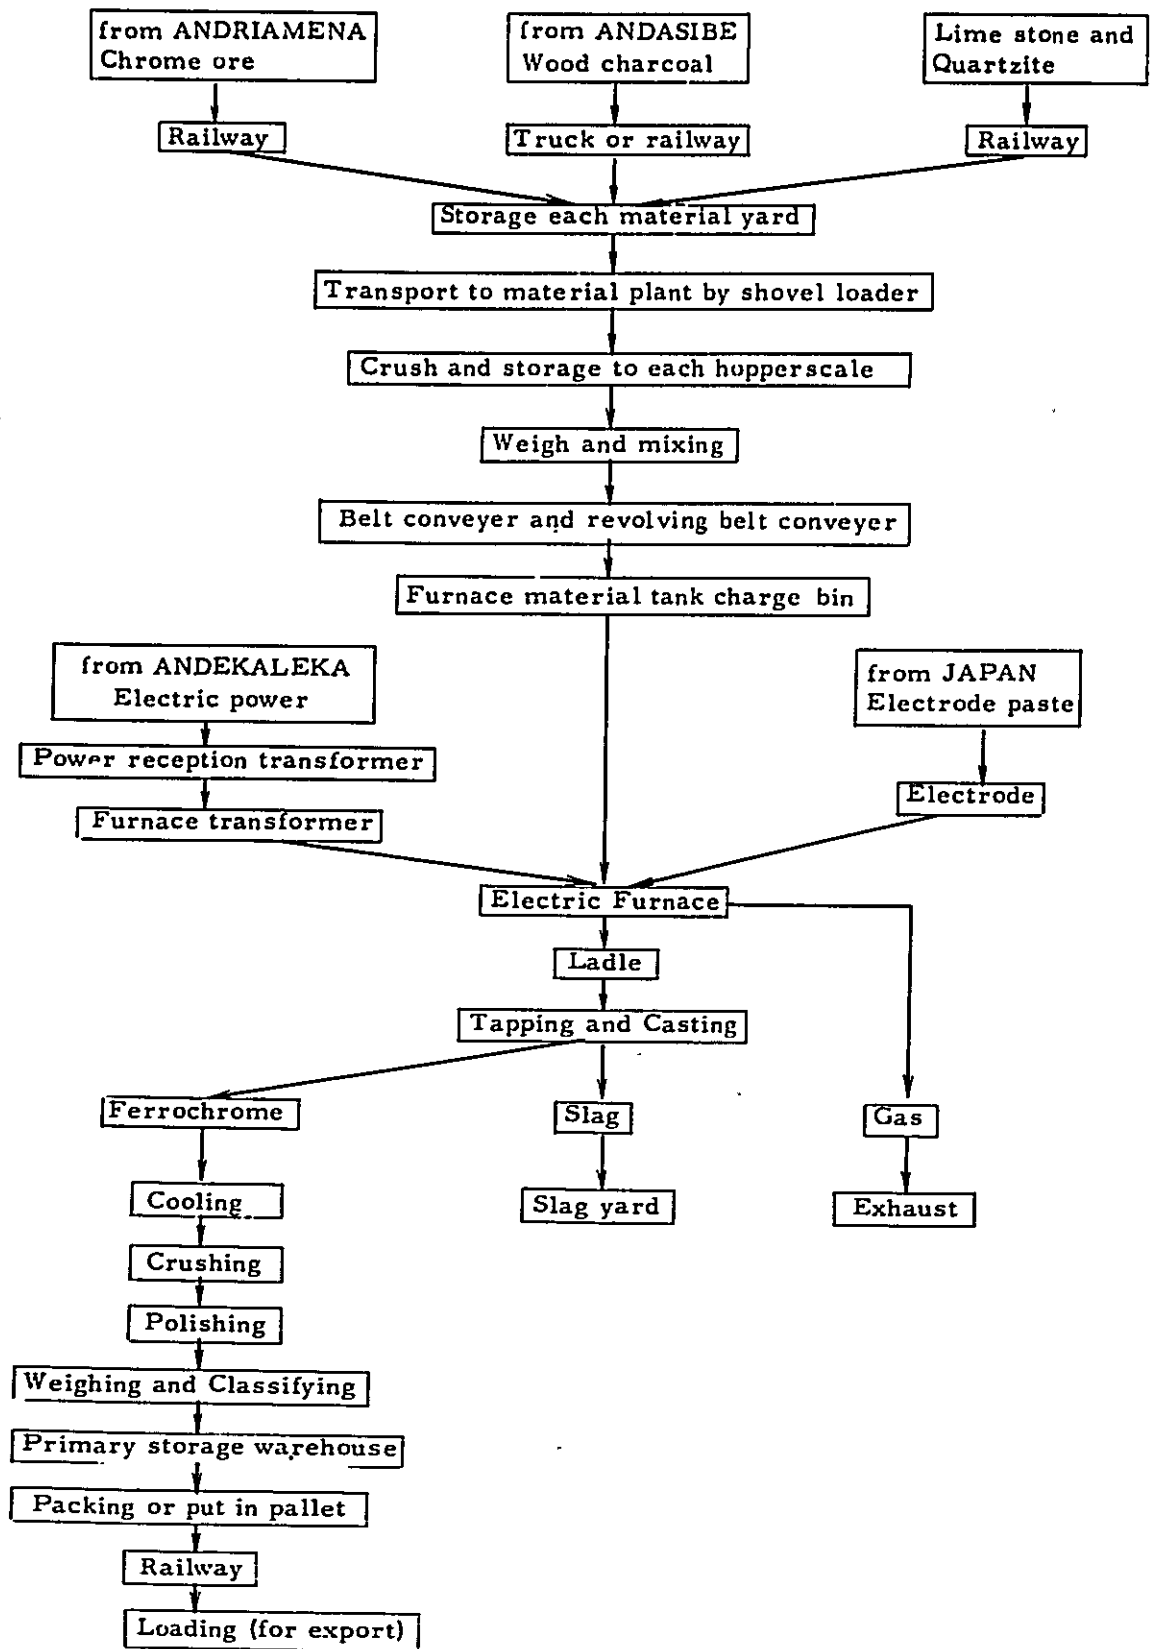 from ANDRIAMENA
Chrome ore
from ANDASIBE
Wood charcoal
Lime stone and
Quartzite
Railway
Truck or railway
Railway
Storage each material yard
Transport to material plant by shovel loader
Crush and storage to each hopperscale
Weigh and mixing
Belt conveyer and revolving belt conveyer
Furnace material tank charge bin
from ANDEKALEKA
Electric power
from JAPAN
Electrode paste
Power reception transformer
Electrode
Furnace transformer
Electric Furnace
Ladle
Tapping and Casting
Ferrochrome
Slag
Gas
Cooling
Slag yard
Exhaust
Crushing
Polishing
Weighing and Classifying
Primary storage warehouse
Packing or put in pallet
Railway
Loading (for export)